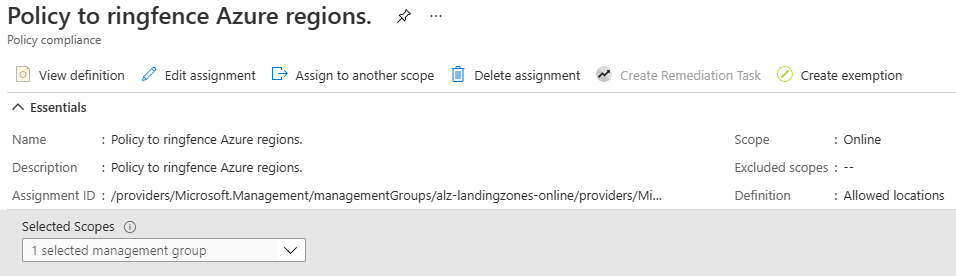 Policy to ringfence Azure regions.
Policy compliance
View definition Edit assignment Assign to another scope Delete assignment Create Remediation Task Create exemption
Essentials
Name : Policy to ringfence Azure regions. Scope : Online
Description : Policy to ringfence Azure regions. Excluded scopes : --
Assignment ID : /providers/Microsoft.Management/managementGroups/alz-landingzones-online/providers/Mi... Definition : Allowed locations
Selected Scopes
1 selected management group